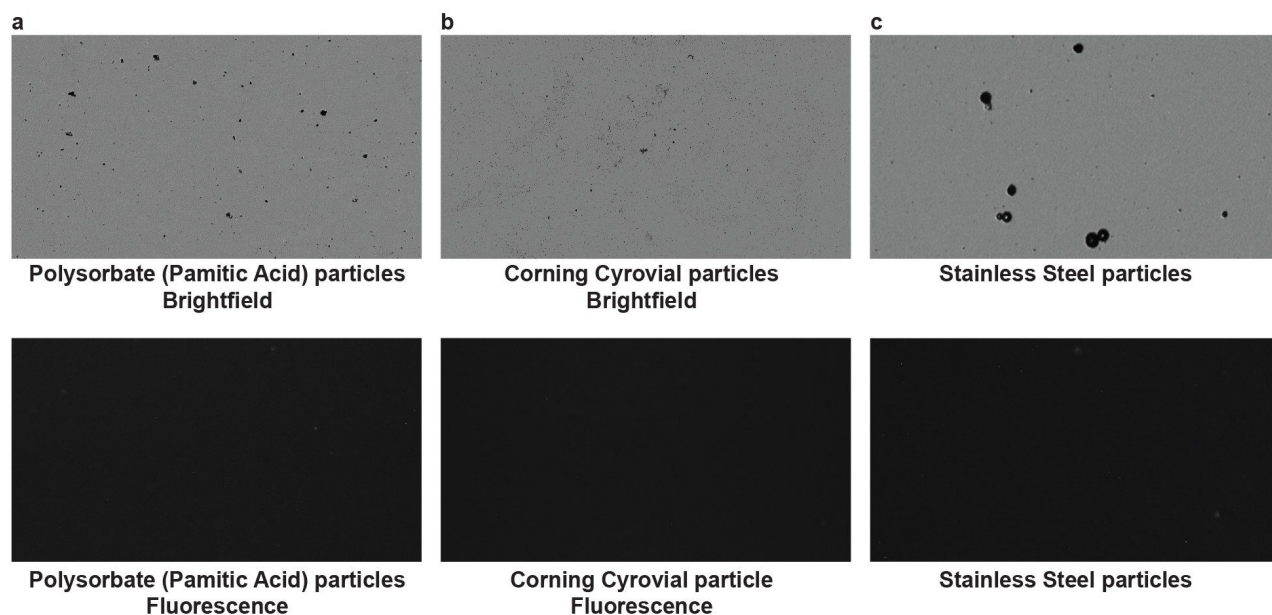 a
b
c
Polysorbate (Pamitic Acid) particles
Brightfield
Corning Cyrovial particles
Brightfield
Stainless Steel particles
Polysorbate (Pamitic Acid) particles
Fluorescence
Corning Cyrovial particle
Fluorescence
Stainless Steel particles